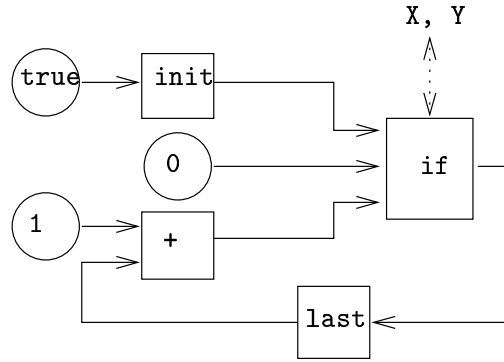 X, Y
true
init
0
if
1
+
last